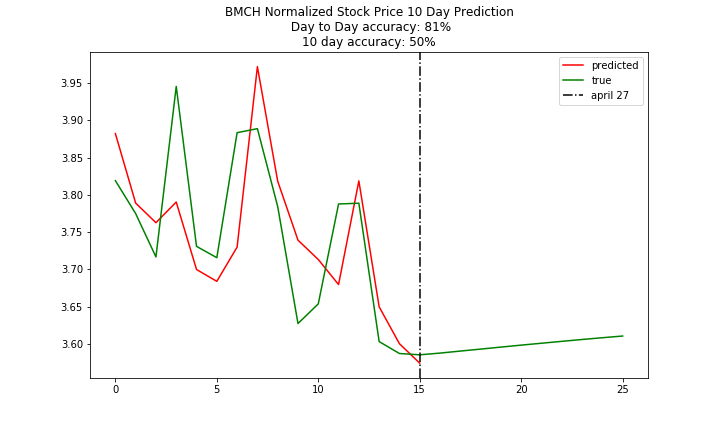 BMCH Normalized Stock Price 10 Day Prediction
Day to Day accuracy: 81%
10 day accuracy: 50%
predicted
true
april 27
3.95
3.90
3.85
3.80
3.75
3.70
3.65
3.60
0 5 10 15 20 25